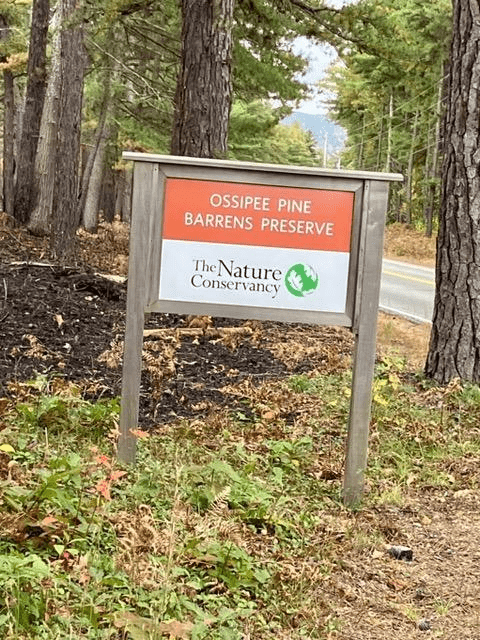 OSSIPEE PINE
BARRENS PRESERVE
The Nature
Conservancy